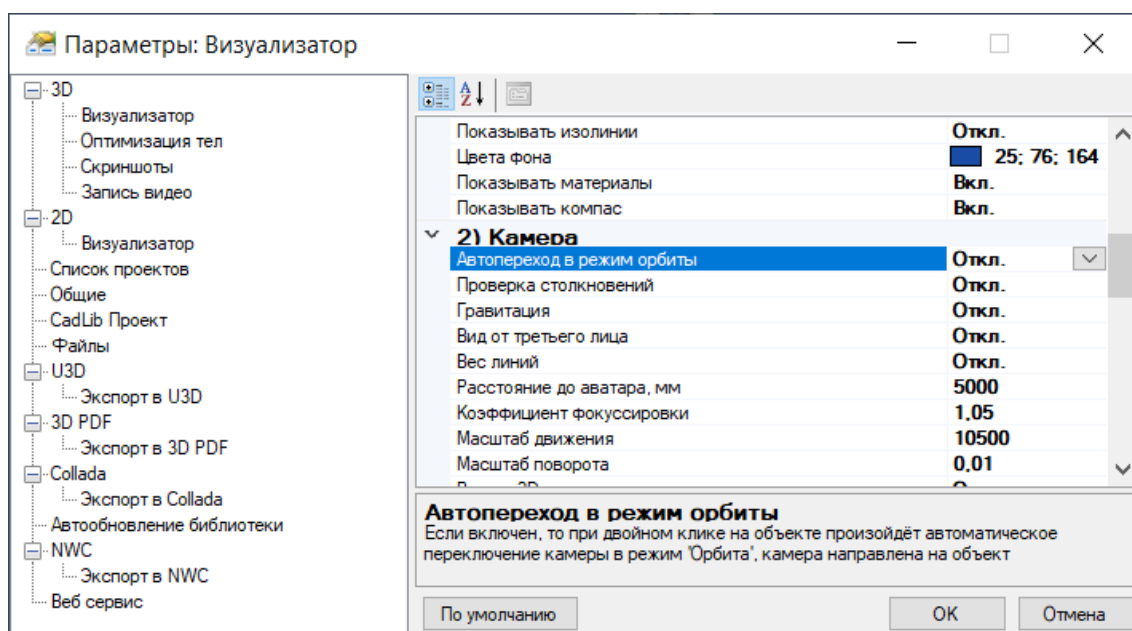 Параметры: Визуализатор
3D
Визуализатор
Оптимизация тел
Скриншоты
Запись видео
2D
Визуализатор
Список проектов
Общие
CadLib Проект
Файлы
U3D
Экспорт в U3D
3D PDF
Экспорт в 3D PDF
Collada
Экспорт в Collada
Автообновление библиотеки
NWC
Экспорт в NWC
Веб сервис
Показывать изолинии Откл.
Цвета фона 25; 76; 164
Показывать материалы Вкл.
Показывать компас Вкл.
2) Камера
Автопереход в режим орбиты Откл.
Проверка столкновений Откл.
Гравитация Откл.
Вид от третьего лица Откл.
Вес линий Откл.
Расстояние до аватара, мм 5000
Коэффициент фокуссировки 1,05
Масштаб движения 10500
Масштаб поворота 0,01
Автопереход в режим орбиты
Если включен, то при двойном клике на объекте произойдёт автоматическое
переключение камеры в режим 'Орбита', камера направлена на объект
По умолчанию OK Отмена